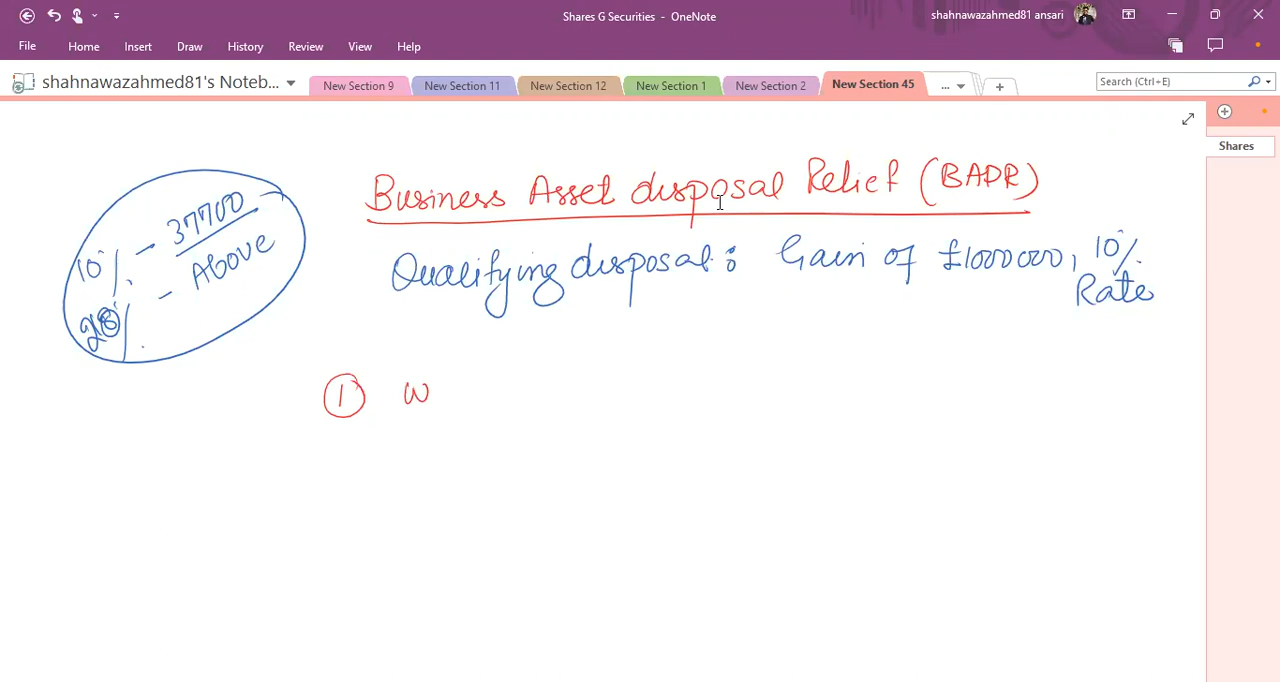 Shares G Securities - OneNote
shahnawazahmed81 ansari
File Home Insert Draw History Review View Help
shahnawazahmed81's Noteb...
New Section 9
New Section 11
New Section 12
New Section 1
New Section 2
New Section 45
...
Search (Ctrl+E)
Shares
Business Asset disposal Relief (BADR)
Qualifying disposal: Gain of £1000000, 10%
Rate
10% - 37700
20% - Above
1 W